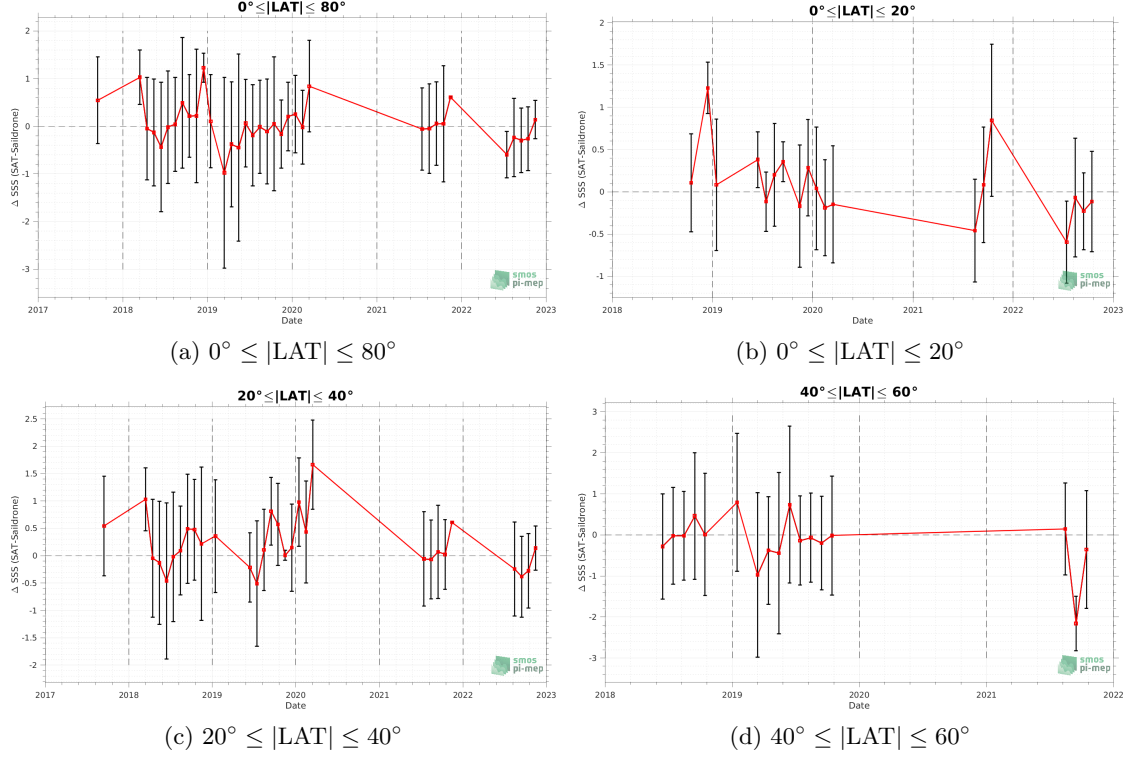 0°≤|LAT|≤ 80°
2
1
0
-1
-2
-3
Δ SSS (SAT-Saildrone)
2017
2018
2019
2020
2021
2022
2023
Date
smos
pi-mep
(a) 0° ≤ |LAT| ≤ 80°
0°≤|LAT|≤ 20°
2
1.5
1
0.5
0
-0.5
-1
Δ SSS (SAT-Saildrone)
2018
2019
2020
2021
2022
2023
Date
smos
pi-mep
(b) 0° ≤ |LAT| ≤ 20°
20°≤|LAT|≤ 40°
2.5
2
1.5
1
0.5
0
-0.5
-1
-1.5
-2
Δ SSS (SAT-Saildrone)
2017
2018
2019
2020
2021
2022
2023
Date
smos
pi-mep
(c) 20° ≤ |LAT| ≤ 40°
40°≤|LAT|≤ 60°
3
2
1
0
-1
-2
-3
Δ SSS (SAT-Saildrone)
2018
2019
2020
2021
2022
Date
smos
pi-mep
(d) 40° ≤ |LAT| ≤ 60°